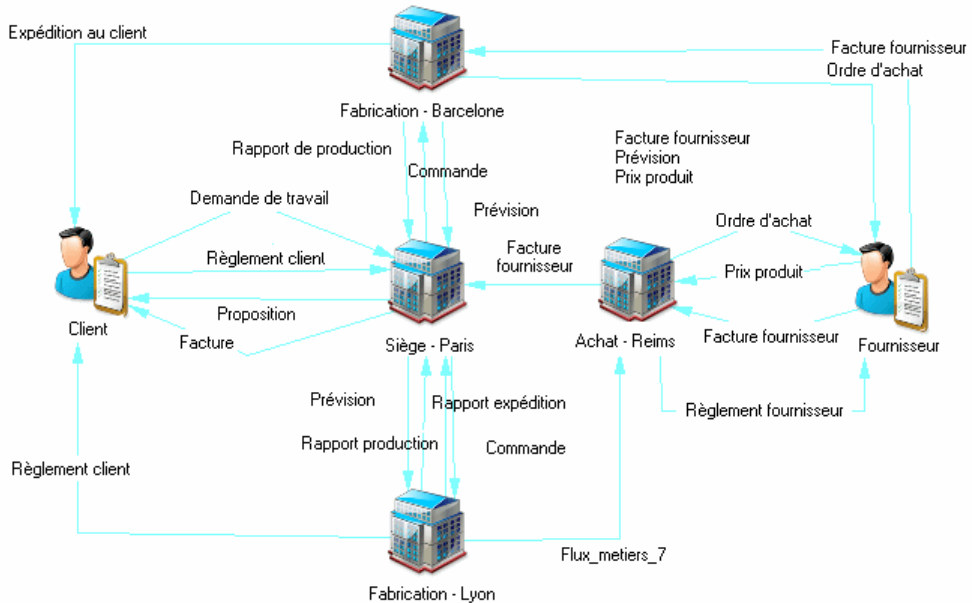 Expédition au client
Facture fournisseur
Ordre d'achat
Fabrication - Barcelone
Rapport de production
Commande
Facture fournisseur
Prévision
Prix produit
Demande de travail
Prévision
Ordre d'achat
Règlement client
Facture
fournisseur
Prix produit
Proposition
Client
Facture
Siège - Paris
Achat - Reims
Facture fournisseur
Fournisseur
Prévision
Rapport expédition
Règlement fournisseur
Rapport production
Commande
Règlement client
Flux_metiers_7
Fabrication - Lyon